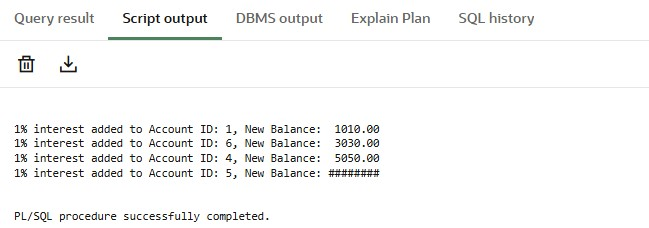 Query result Script output DBMS output Explain Plan SQL history
1% interest added to Account ID: 1, New Balance:  1010.00
1% interest added to Account ID: 6, New Balance:  3030.00
1% interest added to Account ID: 4, New Balance:  5050.00
1% interest added to Account ID: 5, New Balance: ########
PL/SQL procedure successfully completed.